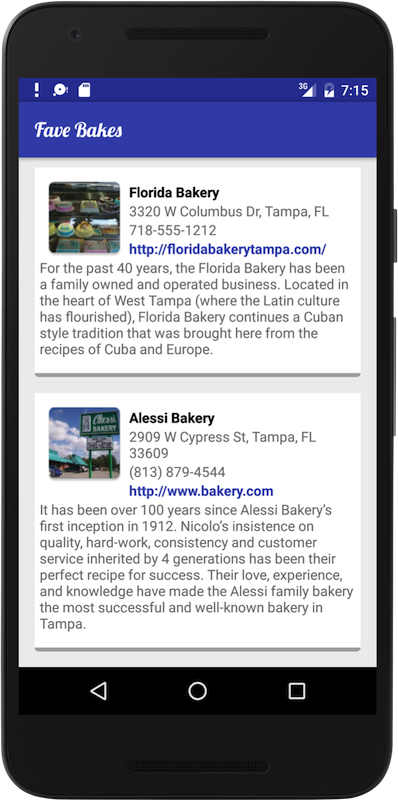 3G 7:15
Fave Bakes
Florida Bakery
3320 W Columbus Dr, Tampa, FL
718-555-1212
http://floridabakerytampa.com/
For the past 40 years, the Florida Bakery has been
a family owned and operated business. Located in
the heart of West Tampa (where the Latin culture
has flourished), Florida Bakery continues a Cuban
style tradition that was brought here from the
recipes of Cuba and Europe.
Alessi
BAKERY
Alessi Bakery
2909 W Cypress St, Tampa, FL
33609
(813) 879-4544
http://www.bakery.com
It has been over 100 years since Alessi Bakery’s
first inception in 1912. Nicolo’s insistence on
quality, hard-work, consistency and customer
service inherited by 4 generations has been their
perfect recipe for success. Their love, experience,
and knowledge have made the Alessi family bakery
the most successful and well-known bakery in
Tampa.